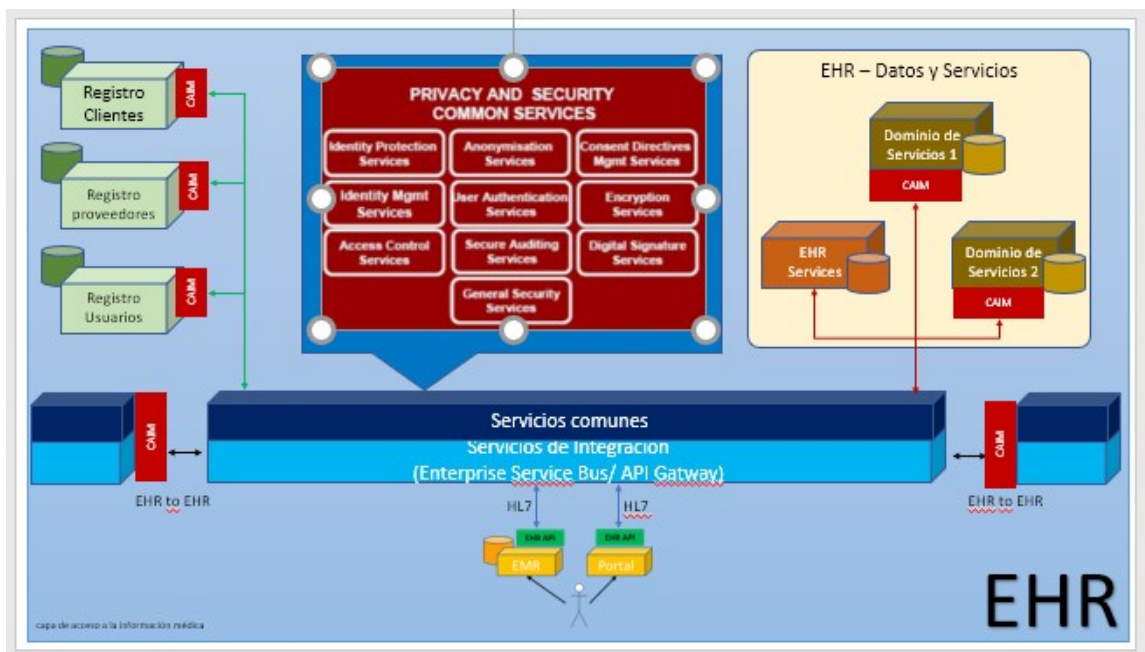 Registro
Clientes
CAIM
Registro
proveedores
CAIM
Registro
Usuarios
CAIM
PRIVACY AND SECURITY
COMMON SERVICES
Identity Protection
Services
Anonymisation
Services
Consent Directives
Mgmt Services
Identity Mgmt
Services
User Authentication
Services
Encryption
Services
Access Control
Services
Secure Auditing
Services
Digital Signature
Services
General Security
Services
EHR – Datos y Servicios
Dominio de
Servicios 1
CAIM
EHR
Services
Dominio de
Servicios 2
CAIM
CAIM
EHR to EHR
Servicios comunes
Servicios de Integración
(Enterprise Service Bus/ API Gatway)
CAIM
EHR to EHR
HL7
HL7
EHR API
EHR API
EMR
Portal
EHR
capa de acceso a la información médica